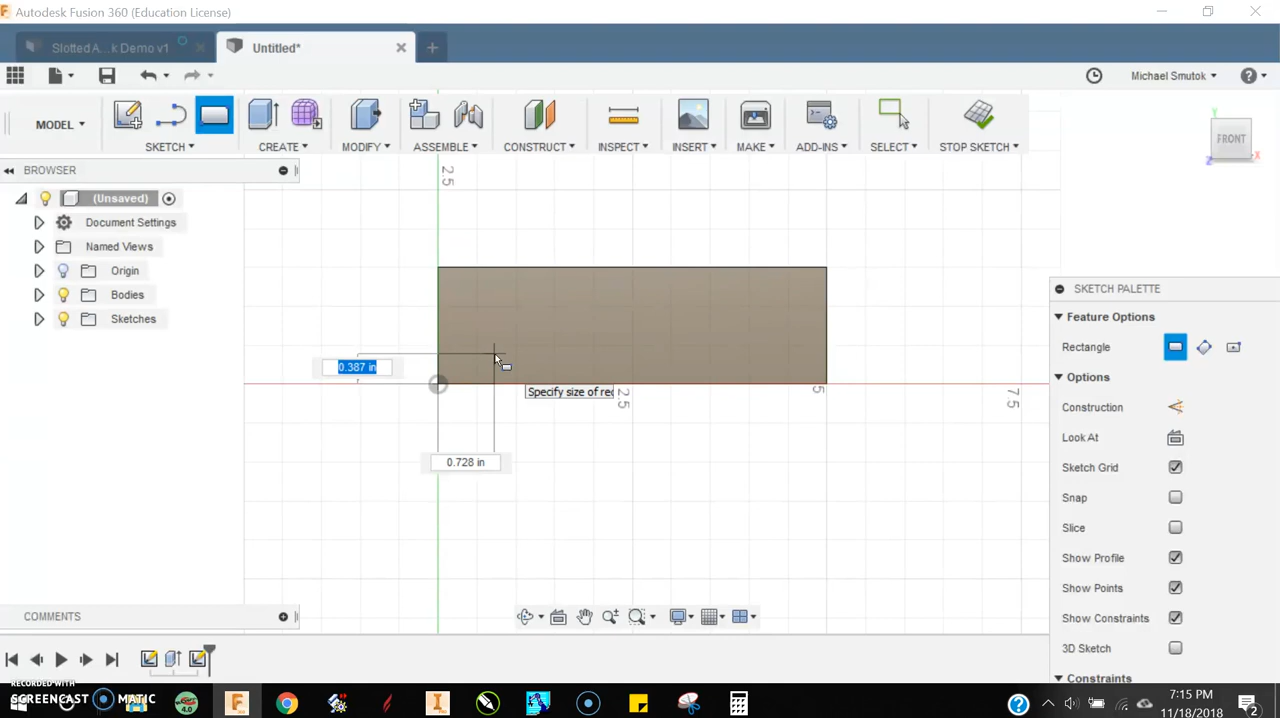 Autodesk Fusion 360 (Education License)
Slotted A...k Demo v1
Untitled*
Michael Smutok
MODEL
SKETCH
CREATE
MODIFY
ASSEMBLE
CONSTRUCT
INSPECT
INSERT
MAKE
ADD-INS
SELECT
STOP SKETCH
FRONT
Y
X
Z
BROWSER
(Unsaved)
Document Settings
Named Views
Origin
Bodies
Sketches
2.5
0.387 in
Specify size of rec
2.5
5
7.5
0.728 in
SKETCH PALETTE
Feature Options
Rectangle
Options
Construction
Look At
Sketch Grid
Snap
Slice
Show Profile
Show Points
Show Constraints
3D Sketch
Constraints
COMMENTS
RECORDED WITH
SCREENCAST MATIC
4.0
7:15 PM
11/18/2018
2